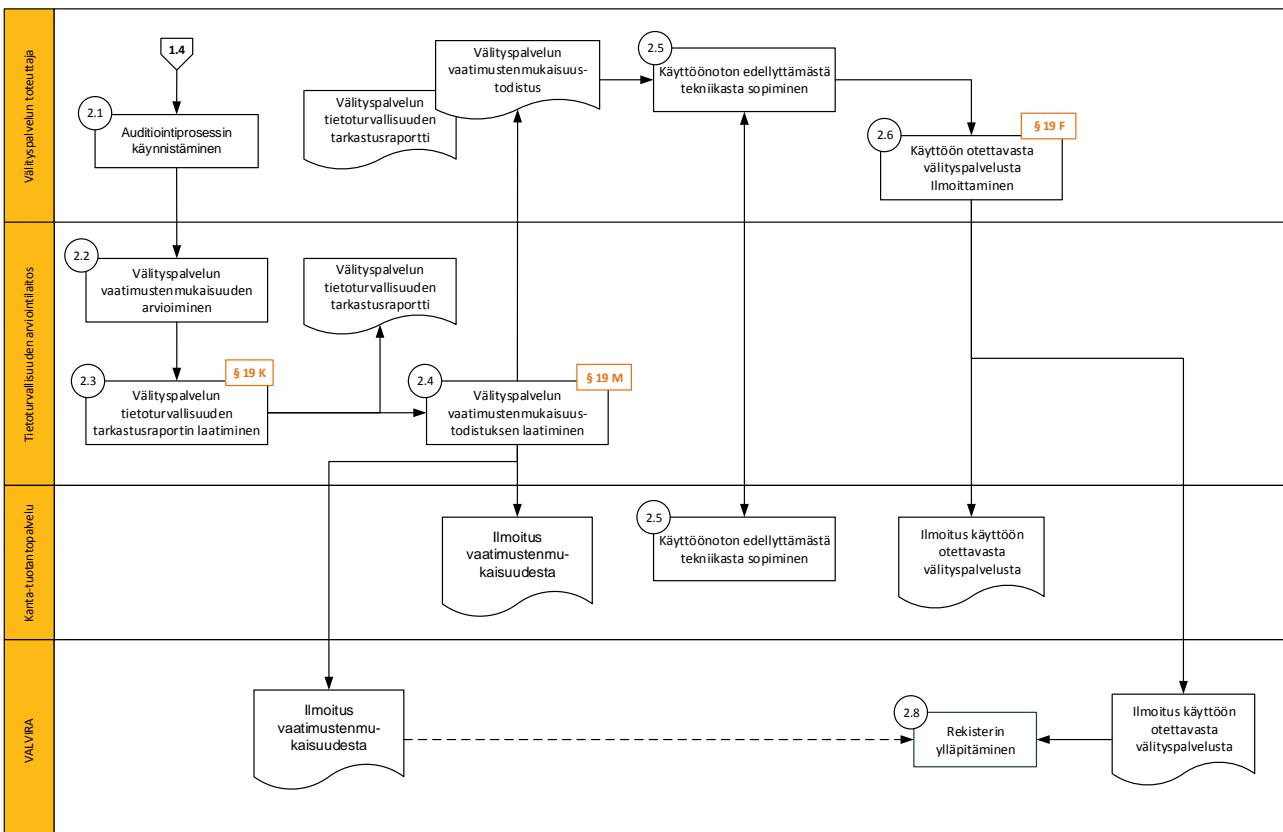 Välityspalvelun toteuttaja
1.4
2.1
Auditiointiprosessin
käynnistäminen
Välityspalvelun
tietoturvallisuuden
tarkastusraportti
Välityspalvelun
vaatimustenmukaisuus-
todistus
2.5
Käyttöönoton edellyttämästä
tekniikasta sopiminen
2.6
§ 19 F
Käyttöön otettavasta
välityspalvelusta
Ilmoittaminen
Tietoturvallisuuden arviointilaitos
2.2
Välityspalvelun
vaatimustenmukaisuuden
arvioiminen
Välityspalvelun
tietoturvallisuuden
tarkastusraportti
2.3
§ 19 K
Välityspalvelun
tietoturvallisuuden
tarkastusraportin laatiminen
2.4
§ 19 M
Välityspalvelun
vaatimustenmukaisuus-
todistuksen laatiminen
Kanta-tuotantopalvelu
Ilmoitus
vaatimustenmu-
kaisuudesta
2.5
Käyttöönoton edellyttämästä
tekniikasta sopiminen
Ilmoitus käyttöön
otettavasta
välityspalvelusta
VALVIRA
Ilmoitus
vaatimustenmu-
kaisuudesta
2.8
Rekisterin
ylläpitäminen
Ilmoitus käyttöön
otettavasta
välityspalvelusta